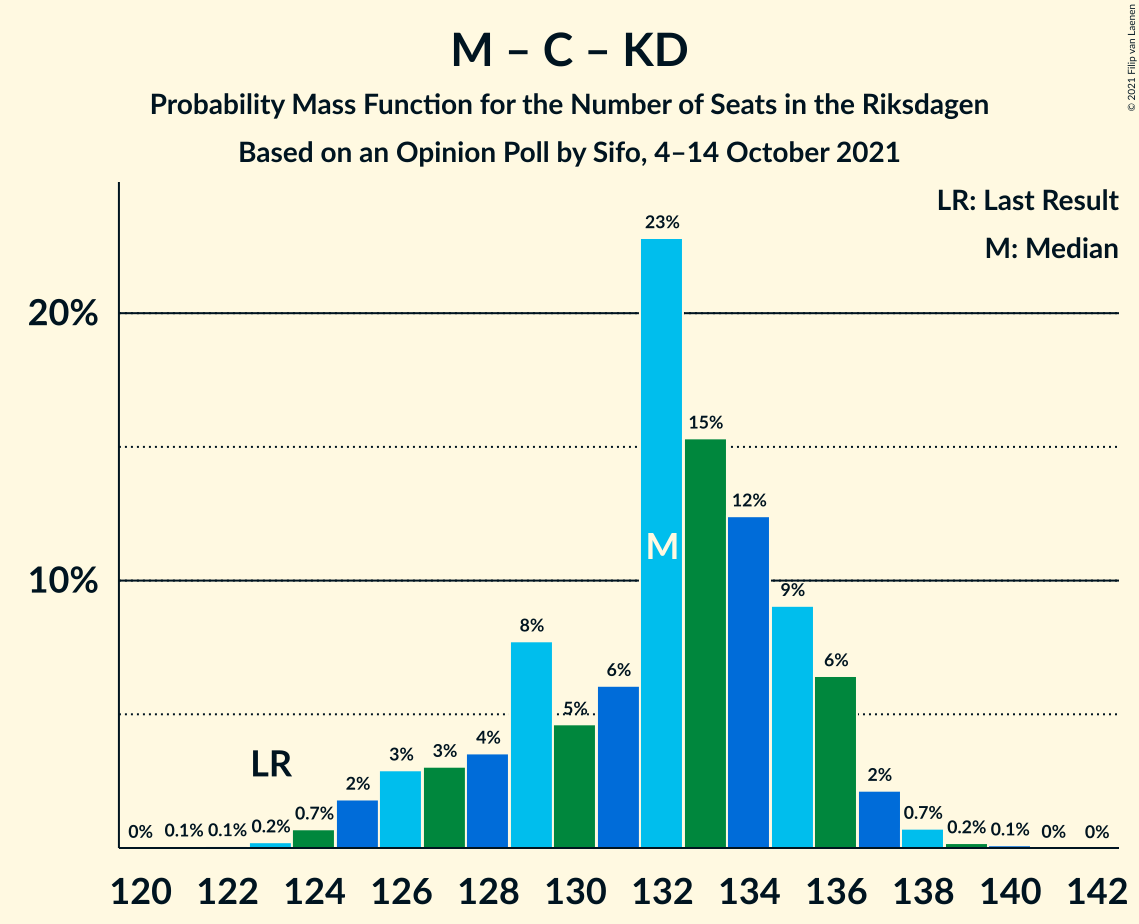 M – C – KD
Probability Mass Function for the Number of Seats in the Riksdagen
Based on an Opinion Poll by Sifo, 4–14 October 2021
© 2021 Filip van Laenen
LR: Last Result
M: Median
20%
10%
0%
0.1%
0.1%
0.2%
LR
0.7%
2%
3%
3%
4%
8%
5%
6%
23%
M
15%
12%
9%
6%
2%
0.7%
0.2%
0.1%
0%
0%
120 122 124 126 128 130 132 134 136 138 140 142